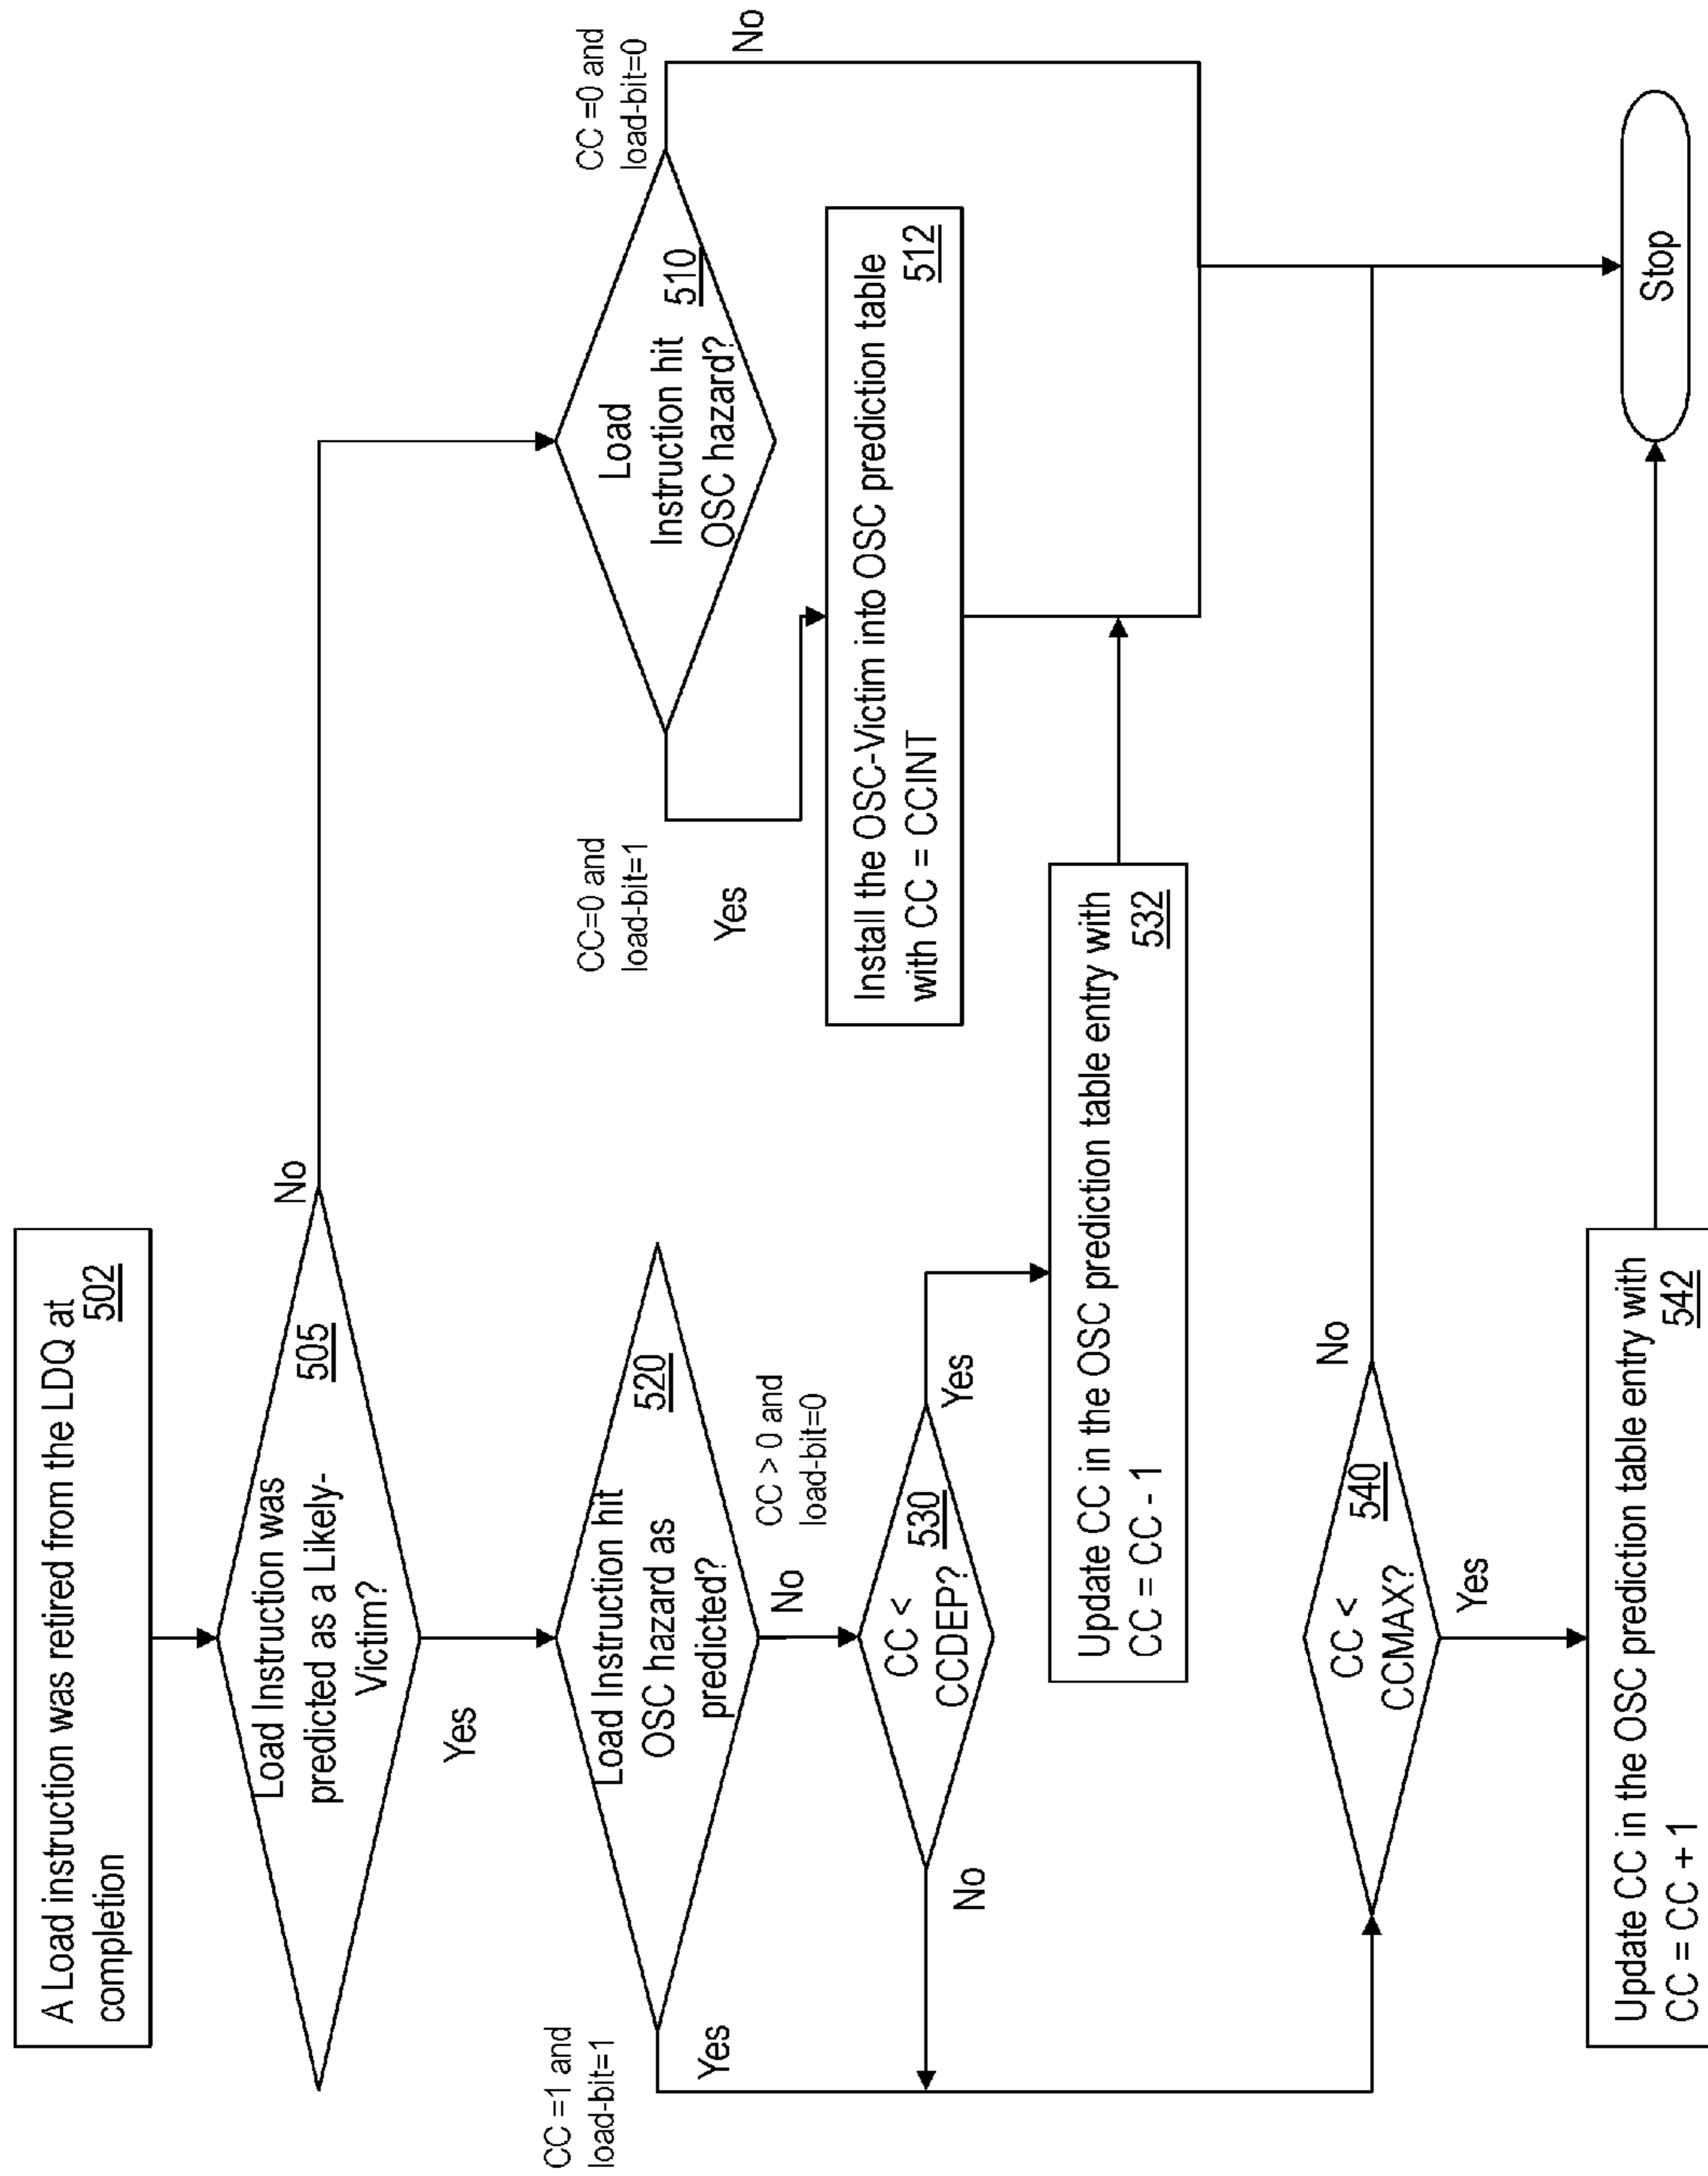 A Load instruction was retired from the LDQ at
completion
502
Load Instruction was
predicted as a Likely-
Victim?
505
No
Yes
Load Instruction hit
OSC hazard as
predicted?
520
CC =1 and
load-bit=1
Yes
No
CC > 0 and
load-bit=0
CC <
CCDEP?
530
No
Yes
Update CC in the OSC prediction table entry with
CC = CC - 1
532
CC <
CCMAX?
540
No
Yes
Update CC in the OSC prediction table entry with
CC = CC + 1
542
Load
Instruction hit
OSC hazard?
510
CC=0 and
load-bit=1
Yes
CC =0 and
load-bit=0
No
Install the OSC-Victim into OSC prediction table
with CC = CCINT
512
Stop